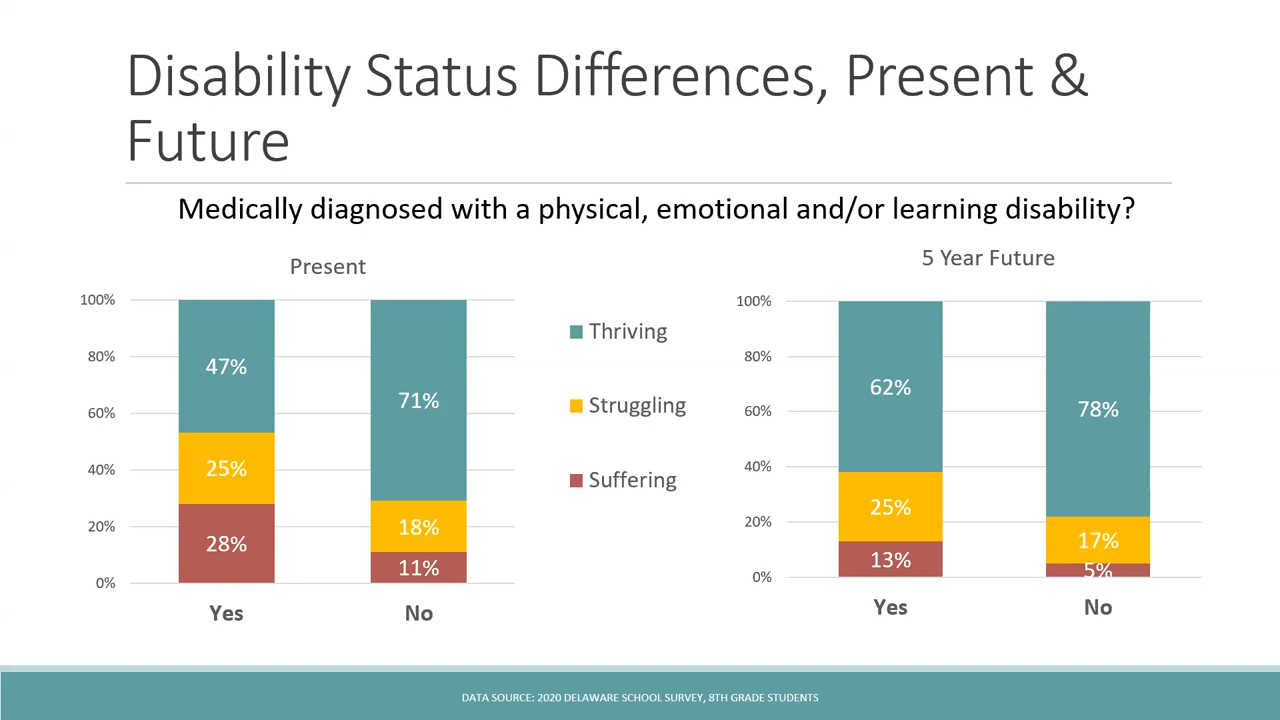 Disability Status Differences, Present &
Future
Medically diagnosed with a physical, emotional and/or learning disability?
Present
100%
80%
60%
40%
20%
0%
47%
25%
28%
71%
18%
11%
Yes
No
Thriving
Struggling
Suffering
5 Year Future
100%
80%
60%
40%
20%
0%
62%
25%
13%
78%
17%
5%
Yes
No
DATA SOURCE: 2020 DELAWARE SCHOOL SURVEY, 8TH GRADE STUDENTS